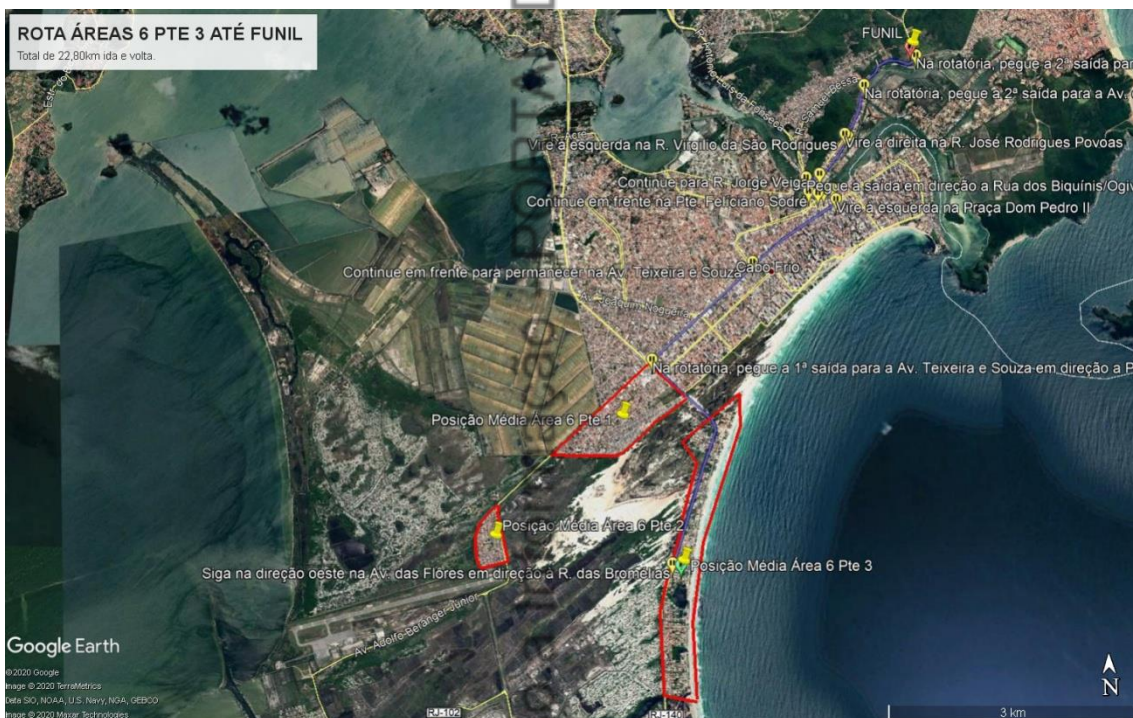 ROTA ÁREAS 6 PTE 3 ATÉ FUNIL
Total de 22,80km ida e volta.
FUNIL
Na rotatória, pegue a 2ª saída par
Na rotatória, pegue a 2ª saída para a Av.
Vire à esquerda na R. Virgílio da São Rodrigues
Vire à direita na R. José Rodrigues Povoas
Continue para R. Jorge Veiga
Pegue a saída em direção a Rua dos Biquínis/Ogiv
Continue em frente na Pte. Feliciano Sodré
Vire à esquerda na Praça Dom Pedro II
Continue em frente para permanecer na Av. Teixeira e Souza
Cabo Frio
Na rotatória, pegue a 1ª saída para a Av. Teixeira e Souza em direção a P
Posição Média Área 6 Pte 1
Posição Média Área 6 Pte 2
Siga na direção oeste na Av. das Flores em direção à R. das Bromélias
Posição Média Área 6 Pte 3
Av. Adolfo Beranger Júnior
Google Earth
©2020 Google
Image © 2020 TerraMetrics
Data SIO, NOAA, U.S. Navy, NGA, GEBCO
Image © 2020 Maxar Technologies
RJ-102
RJ-140
N
3 km